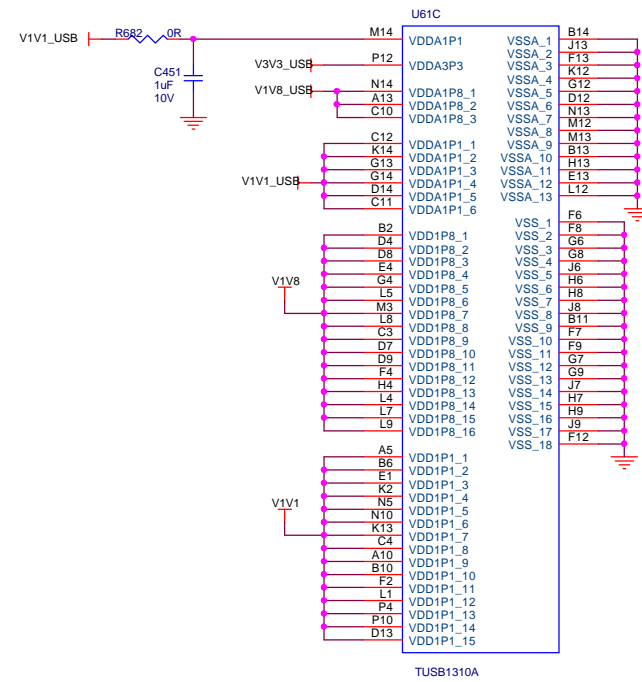 U61C
V1V1_USB
R682
0R
C451
1uF
10V
V3V3_USB
V1V8_USB
V1V1_USB
V1V8
V1V1
M14 VDDA1P1
P12 VDDA3P3
N14 VDDA1P8_1
A13 VDDA1P8_2
C10 VDDA1P8_3
C12 VDDA1P1_1
K14 VDDA1P1_2
G13 VDDA1P1_3
G14 VDDA1P1_4
D14 VDDA1P1_5
C11 VDDA1P1_6
B2 VDD1P8_1
D4 VDD1P8_2
D8 VDD1P8_3
E4 VDD1P8_4
G4 VDD1P8_5
L5 VDD1P8_6
M3 VDD1P8_7
L8 VDD1P8_8
C3 VDD1P8_9
D7 VDD1P8_10
D9 VDD1P8_11
F4 VDD1P8_12
H4 VDD1P8_13
L4 VDD1P8_14
L7 VDD1P8_15
L9 VDD1P8_16
A5 VDD1P1_1
B6 VDD1P1_2
E1 VDD1P1_3
K2 VDD1P1_4
N5 VDD1P1_5
N10 VDD1P1_6
K13 VDD1P1_7
C4 VDD1P1_8
A10 VDD1P1_9
B10 VDD1P1_10
F2 VDD1P1_11
L1 VDD1P1_12
P4 VDD1P1_13
P10 VDD1P1_14
D13 VDD1P1_15
VSSA_1 B14
VSSA_2 J13
VSSA_3 F13
VSSA_4 K12
VSSA_5 G12
VSSA_6 D12
VSSA_7 N13
VSSA_8 M12
VSSA_9 M13
VSSA_10 B13
VSSA_11 H13
VSSA_12 E13
VSSA_13 L12
VSS_1 F6
VSS_2 F8
VSS_3 G6
VSS_4 G8
VSS_5 J6
VSS_6 H6
VSS_7 H8
VSS_8 J8
VSS_9 B11
VSS_10 F7
VSS_11 F9
VSS_12 G7
VSS_13 G9
VSS_14 J7
VSS_15 H7
VSS_16 H9
VSS_17 J9
VSS_18 F12
TUSB1310A